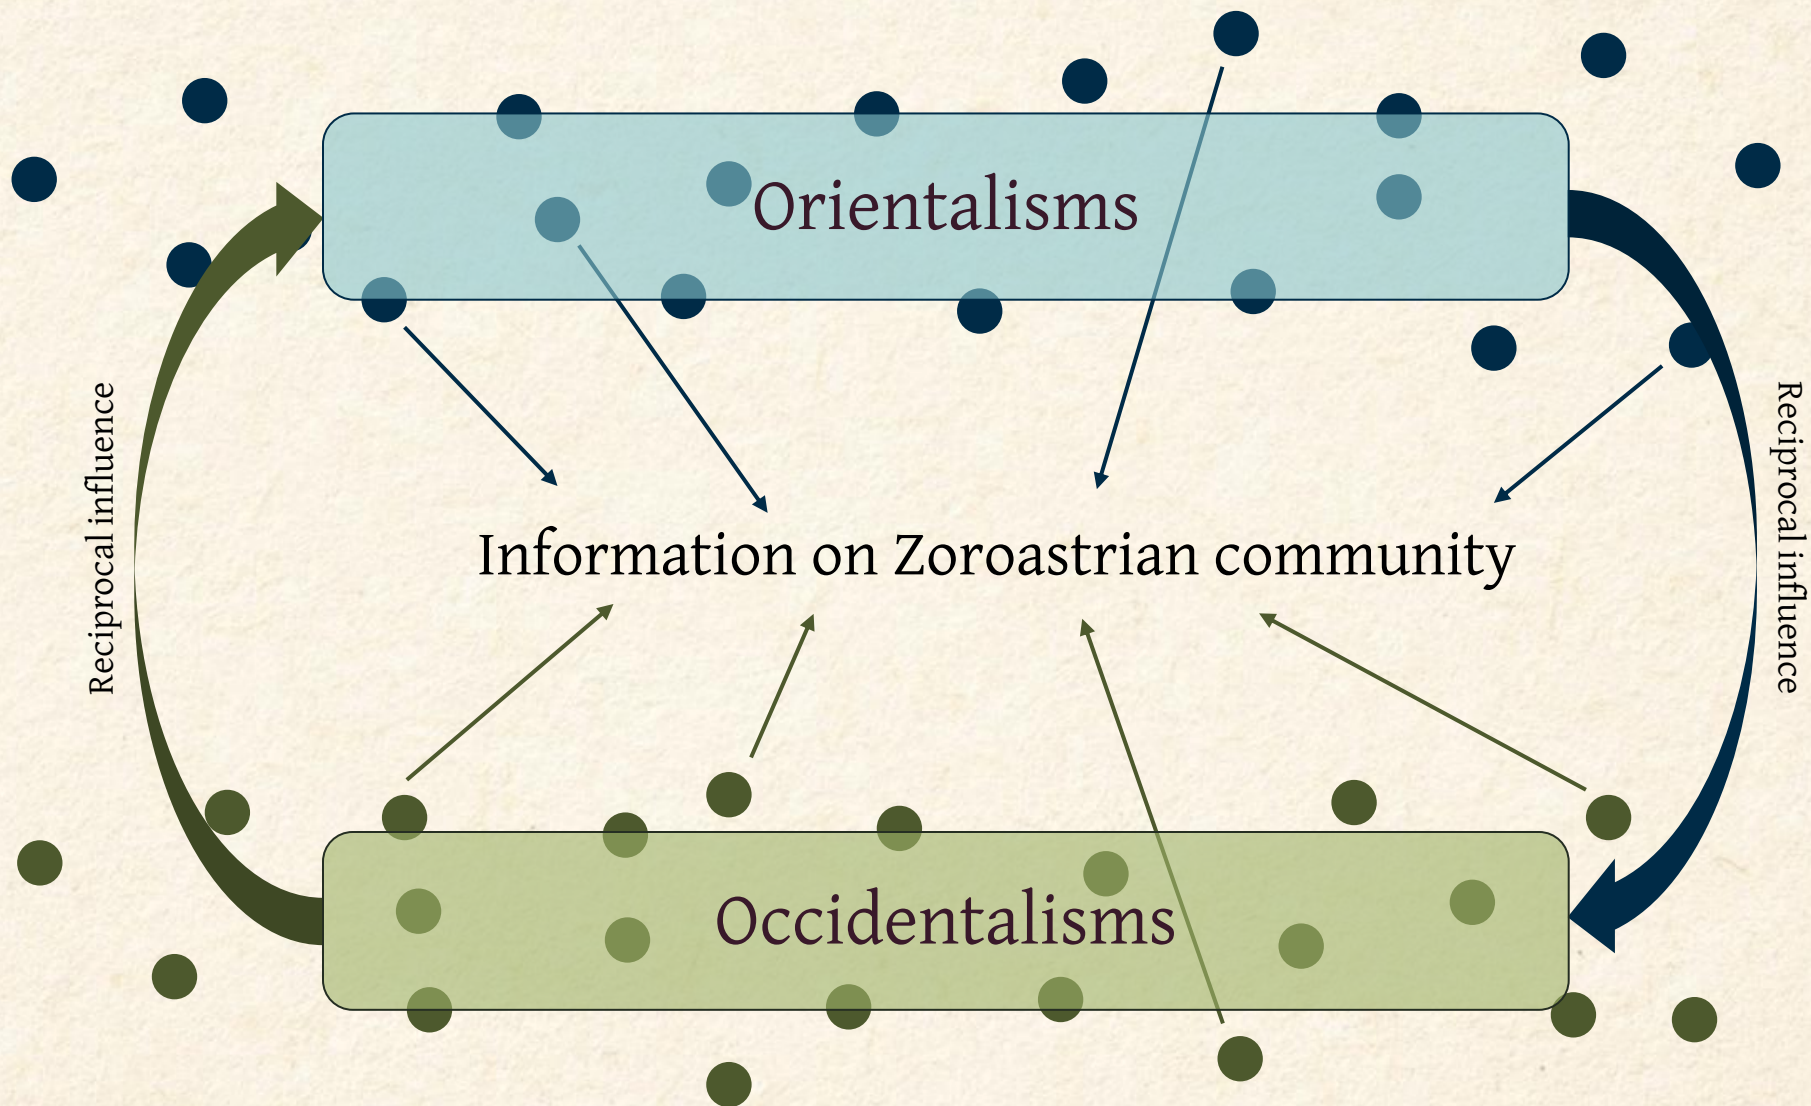 Orientalisms
Reciprocal influence
Reciprocal influence
Information on Zoroastrian community
Occidentalisms